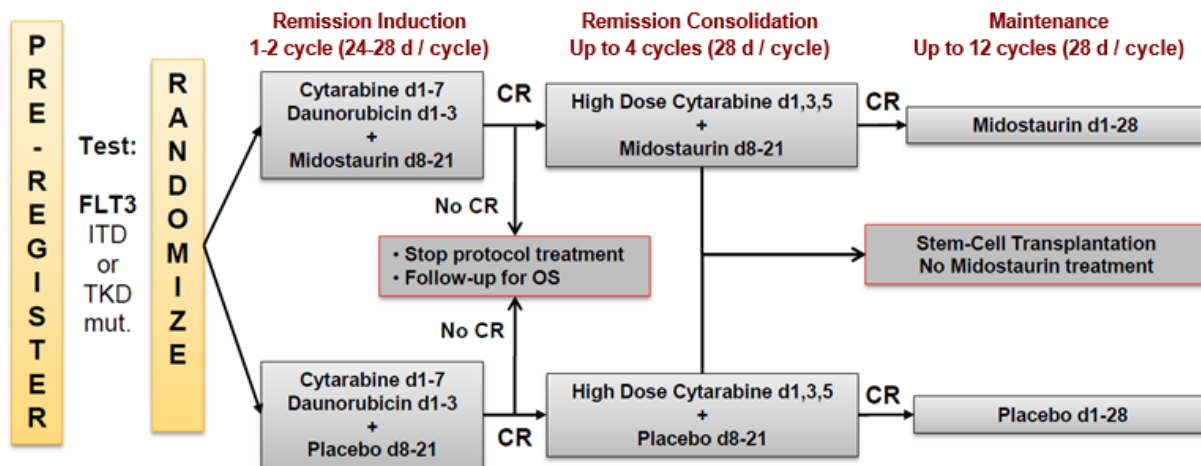 PRE-REGISTER
Test:
FLT3
ITD
or
TKD
mut.
RANDOMIZE
Remission Induction
1-2 cycle (24-28 d / cycle)
Cytarabine d1-7
Daunorubicin d1-3
+
Midostaurin d8-21
CR
No CR
• Stop protocol treatment
• Follow-up for OS
No CR
Cytarabine d1-7
Daunorubicin d1-3
+
Placebo d8-21
CR
Remission Consolidation
Up to 4 cycles (28 d / cycle)
High Dose Cytarabine d1,3,5
+
Midostaurin d8-21
CR
High Dose Cytarabine d1,3,5
+
Placebo d8-21
CR
Maintenance
Up to 12 cycles (28 d / cycle)
Midostaurin d1-28
Stem-Cell Transplantation
No Midostaurin treatment
Placebo d1-28